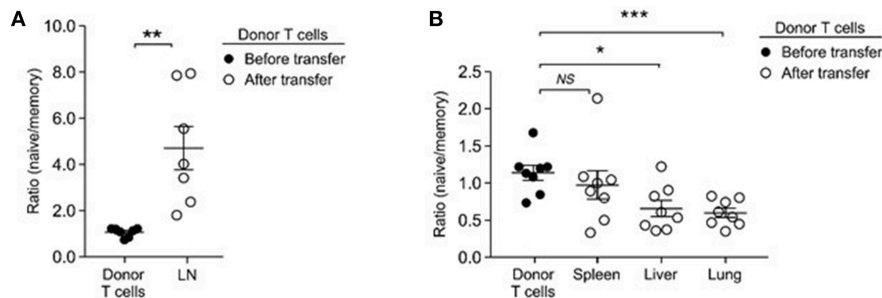 A
**
Donor T cells
Before transfer
After transfer
Ratio (naive/memory)
10.0
8.0
6.0
4.0
2.0
0.0
Donor
T cells
LN
B
***
*
NS
Donor T cells
Before transfer
After transfer
Ratio (naive/memory)
2.5
2.0
1.5
1.0
0.5
0.0
Donor
T cells
Spleen
Liver
Lung